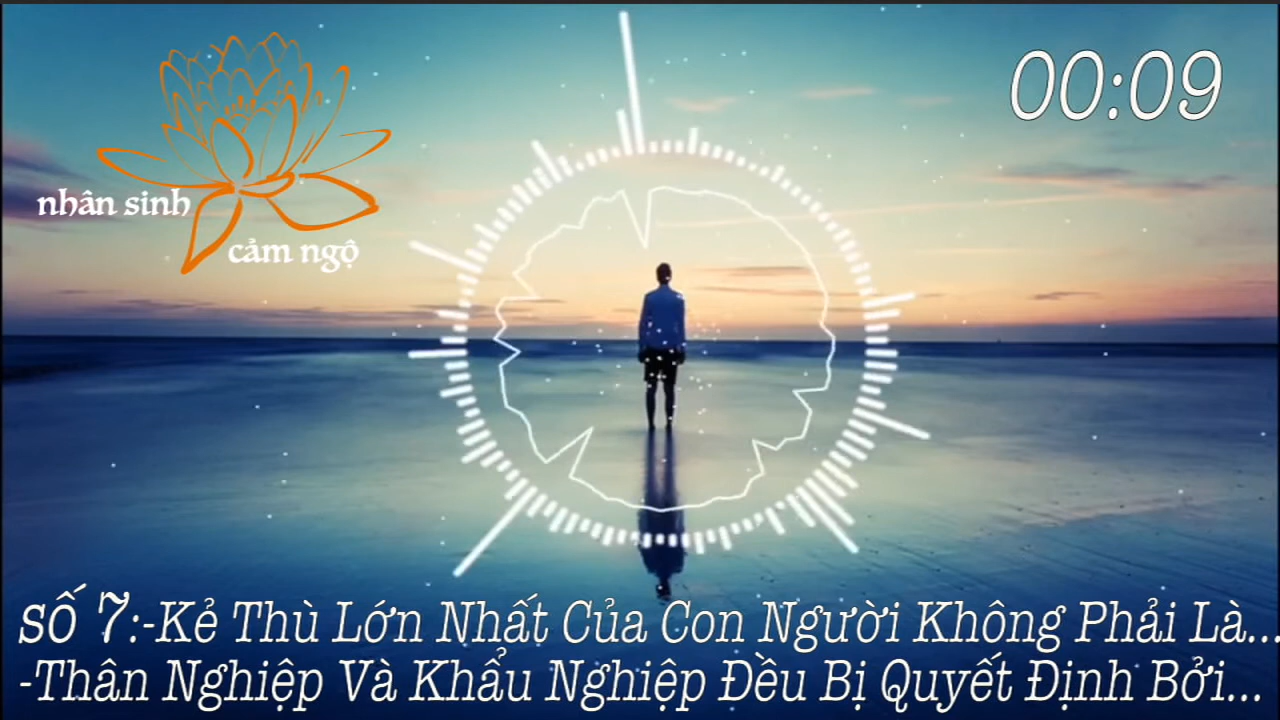 nhân sinh
cảm ngộ
00:09
SỐ 7:-Kẻ Thù Lớn Nhất Của Con Người Không Phải Là...
-Thân Nghiệp Và Khẩu Nghiệp Đều Bị Quyết Định Bởi...